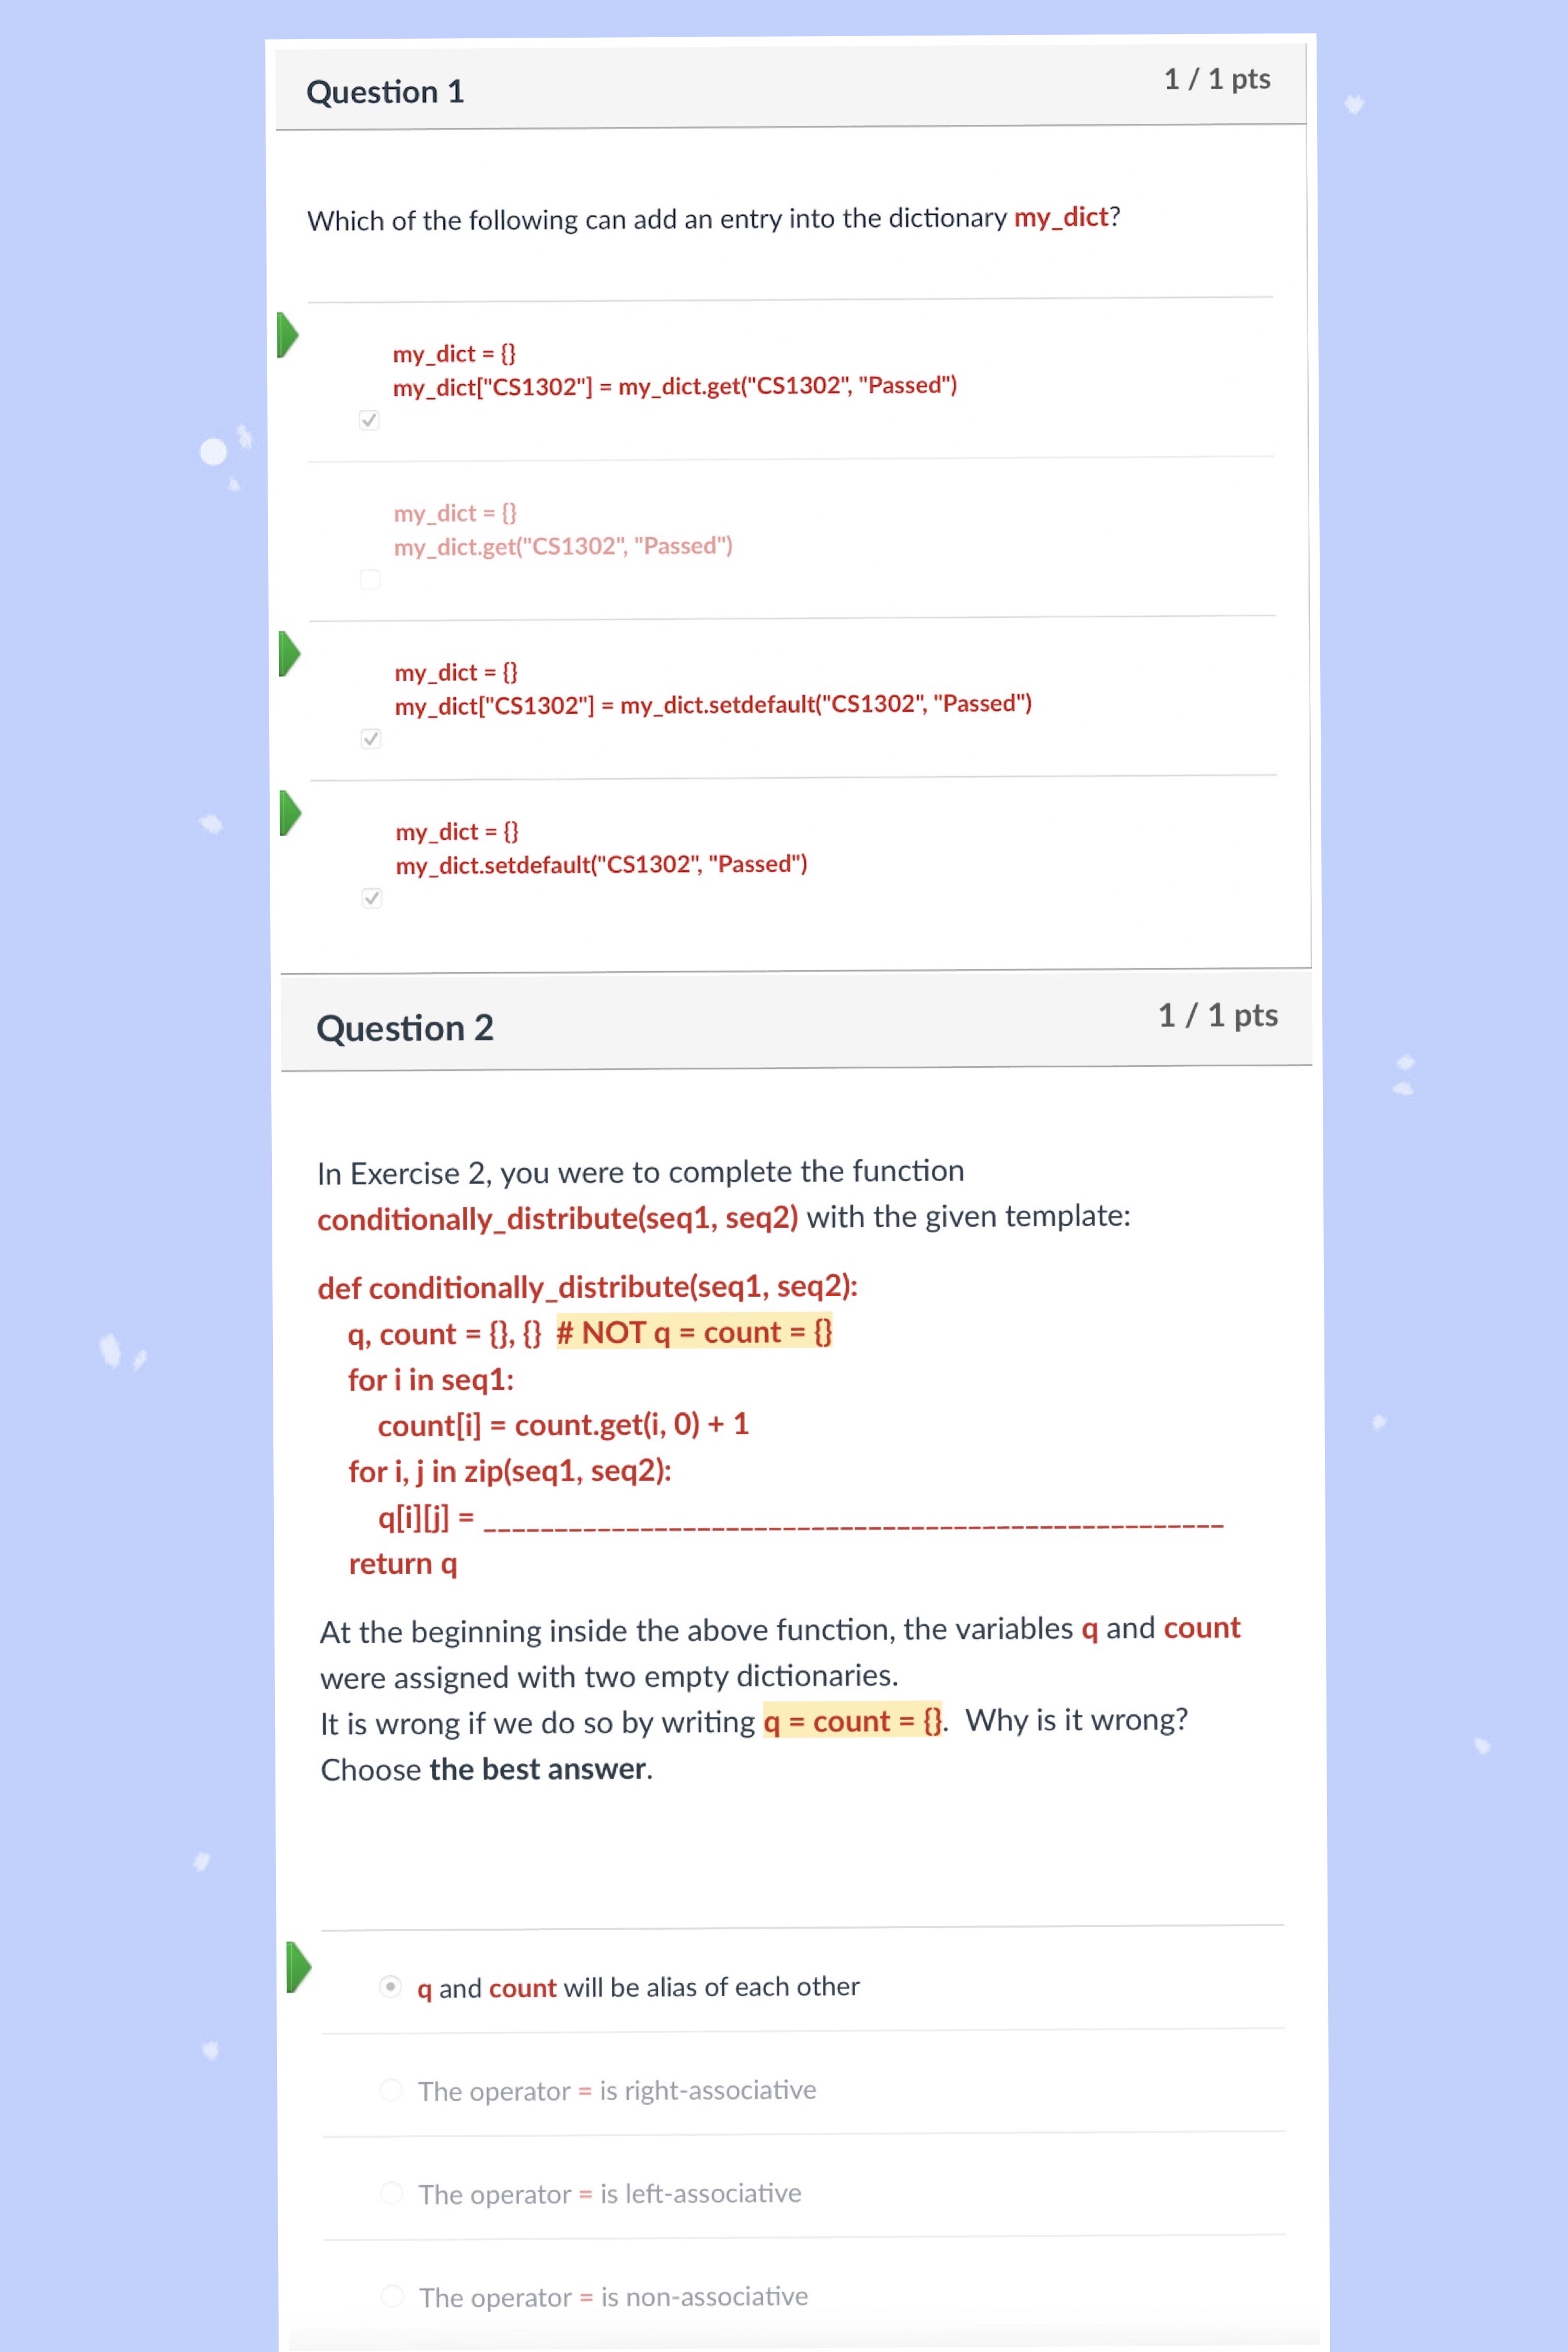 Question 1
1 / 1 pts
Which of the following can add an entry into the dictionary my_dict?
my_dict = {}
my_dict["CS1302"] = my_dict.get("CS1302", "Passed")
my_dict = {}
my_dict.get("CS1302", "Passed")
my_dict = {}
my_dict["CS1302"] = my_dict.setdefault("CS1302", "Passed")
my_dict = {}
my_dict.setdefault("CS1302", "Passed")
Question 2
1 / 1 pts
In Exercise 2, you were to complete the function
conditionally_distribute(seq1, seq2) with the given template:
def conditionally_distribute(seq1, seq2):
q, count = {}, {} # NOT q = count = {}
for i in seq1:
count[i] = count.get(i, 0) + 1
for i, j in zip(seq1, seq2):
q[i][j] = ____________________________________________________
return q
At the beginning inside the above function, the variables q and count
were assigned with two empty dictionaries.
It is wrong if we do so by writing q = count = {}. Why is it wrong?
Choose the best answer.
q and count will be alias of each other
The operator = is right-associative
The operator = is left-associative
The operator = is non-associative